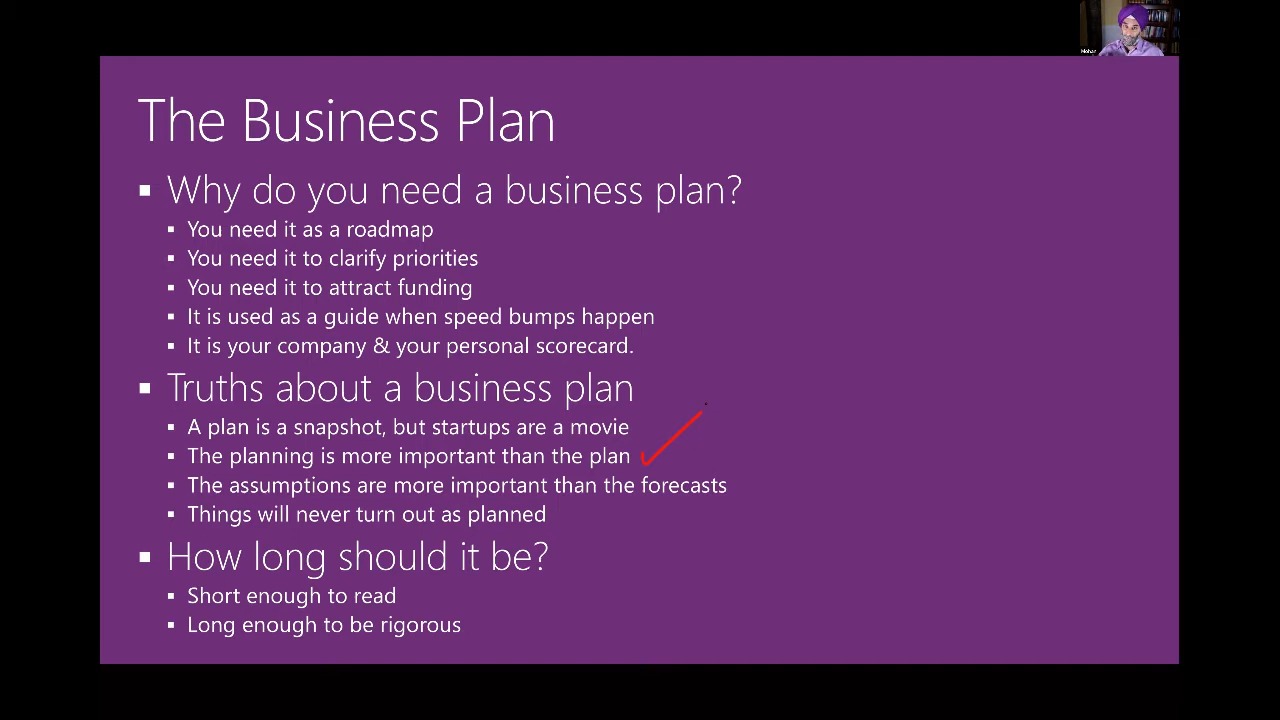 Mohan
The Business Plan
▪ Why do you need a business plan?
▪ You need it as a roadmap
▪ You need it to clarify priorities
▪ You need it to attract funding
▪ It is used as a guide when speed bumps happen
▪ It is your company & your personal scorecard.
▪ Truths about a business plan
▪ A plan is a snapshot, but startups are a movie
▪ The planning is more important than the plan
▪ The assumptions are more important than the forecasts
▪ Things will never turn out as planned
▪ How long should it be?
▪ Short enough to read
▪ Long enough to be rigorous